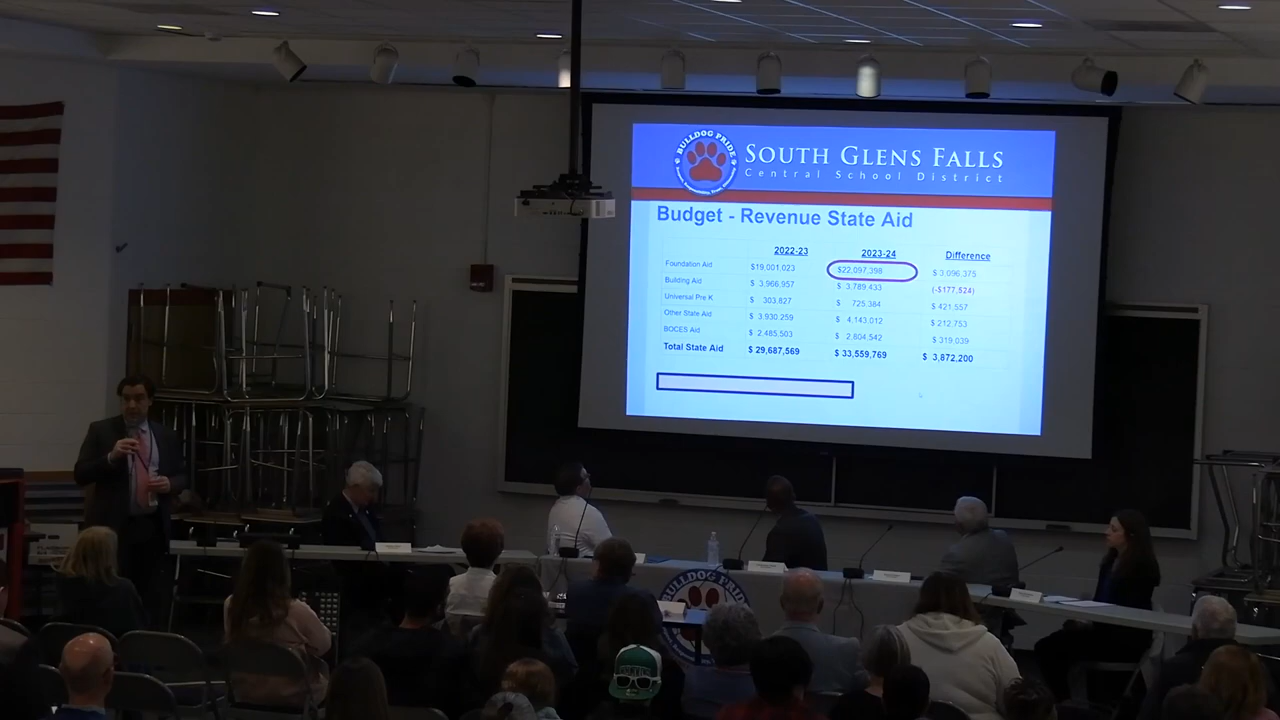 BULLDOG PRIDE
SOUTH GLENS FALLS
Central School District
Budget - Revenue State Aid
2022-23 2023-24 Difference
Foundation Aid $19,001,023 $22,097,398 $ 3,096,375
Building Aid $ 3,966,957 $ 3,789,433 (-$177,524)
Universal Pre K $ 303,827 $ 725,384 $ 421,557
Other State Aid $ 3,930,259 $ 4,143,012 $ 212,753
BOCES Aid $ 2,485,503 $ 2,804,542 $ 319,039
Total State Aid $ 29,687,569 $ 33,559,769 $ 3,872,200
BULLDOG PRIDE